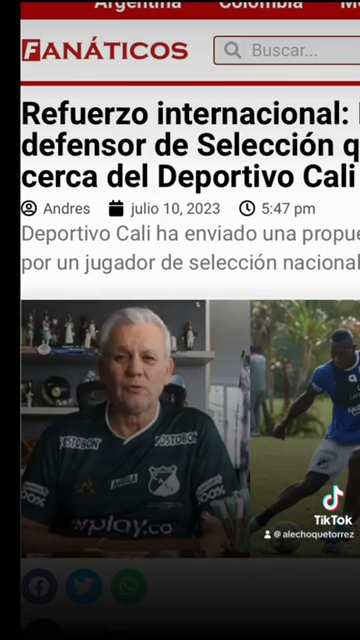 Argentina Colombia
FANÁTICOS
Buscar...
Refuerzo internacional:
defensor de Selección q
cerca del Deportivo Cali
Andres julio 10, 2023 5:47 pm
Deportivo Cali ha enviado una propue
por un jugador de selección nacional
POSTOBON POSTOBON
AGUILA
100% 100%
wplay.co
TikTok
@alechoquetorrez